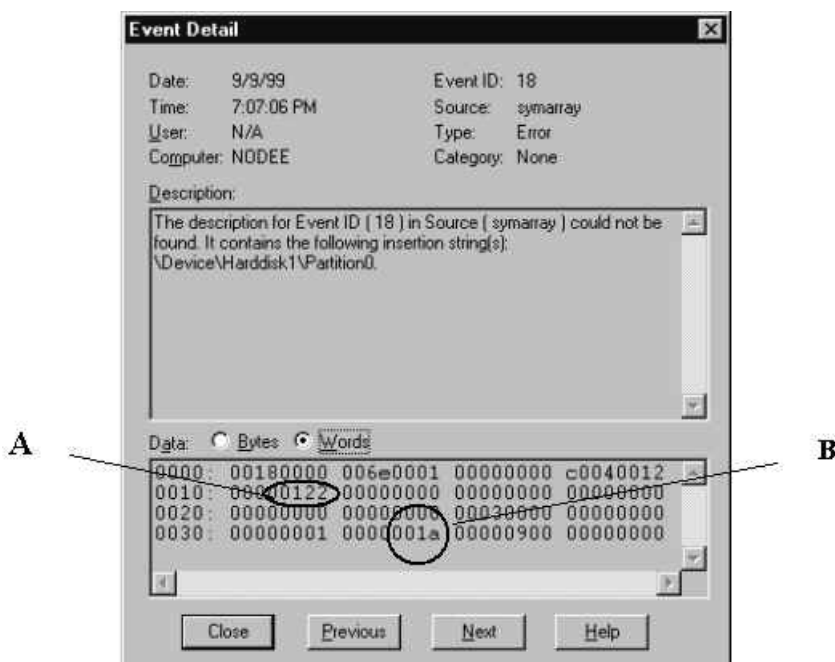 Event Detail
Date: 9/9/99 Event ID: 18
Time: 7:07:06 PM Source: symarray
User: N/A Type: Error
Computer: NODEE Category: None
Description:
The description for Event ID ( 18 ) in Source ( symarray ) could not be
found. It contains the following insertion string(s):
\Device\Harddisk1\Partition0.
A
Data: Bytes Words
B
0000: 00180000 006e0001 00000000 c0040012
0010: 00000122 00000000 00000000 00000000
0020: 00000000 00000000 00030000 00000000
0030: 00000001 0000001a 00000900 00000000
Close Previous Next Help